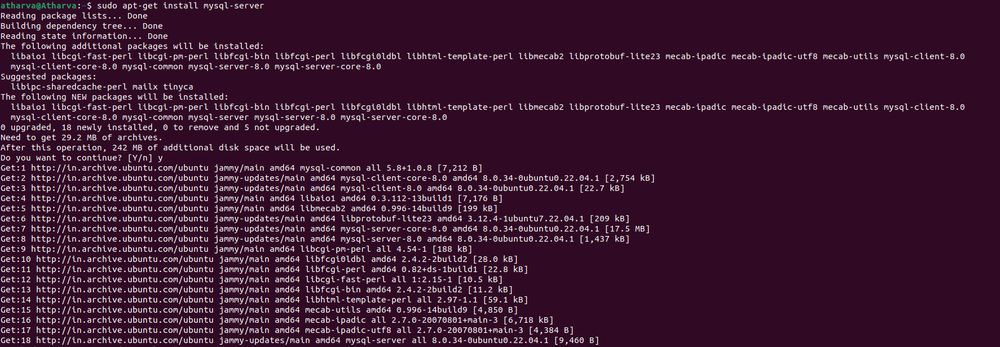 atharva@Atharva:~$ sudo apt-get install mysql-server
Reading package lists... Done
Building dependency tree... Done
Reading state information... Done
The following additional packages will be installed:
  libaio1 libcgi-fast-perl libcgi-pm-perl libfcgi-bin libfcgi-perl libfcgi0ldbl libhtml-template-perl libmecab2 libprotobuf-lite23 mecab-ipadic mecab-ipadic-utf8 mecab-utils mysql-client-8.0
  mysql-client-core-8.0 mysql-common mysql-server-8.0 mysql-server-core-8.0
Suggested packages:
  libipc-sharedcache-perl mailx tinyca
The following NEW packages will be installed:
  libaio1 libcgi-fast-perl libcgi-pm-perl libfcgi-bin libfcgi-perl libfcgi0ldbl libhtml-template-perl libmecab2 libprotobuf-lite23 mecab-ipadic mecab-ipadic-utf8 mecab-utils mysql-client-8.0
  mysql-client-core-8.0 mysql-common mysql-server mysql-server-8.0 mysql-server-core-8.0
0 upgraded, 18 newly installed, 0 to remove and 5 not upgraded.
Need to get 29.2 MB of archives.
After this operation, 242 MB of additional disk space will be used.
Do you want to continue? [Y/n] y
Get:1 http://in.archive.ubuntu.com/ubuntu jammy/main amd64 mysql-common all 5.8+1.0.8 [7,212 B]
Get:2 http://in.archive.ubuntu.com/ubuntu jammy-updates/main amd64 mysql-client-core-8.0 amd64 8.0.34-0ubuntu0.22.04.1 [2,754 kB]
Get:3 http://in.archive.ubuntu.com/ubuntu jammy-updates/main amd64 mysql-client-8.0 amd64 8.0.34-0ubuntu0.22.04.1 [22.7 kB]
Get:4 http://in.archive.ubuntu.com/ubuntu jammy/main amd64 libaio1 amd64 0.3.112-13build1 [7,176 B]
Get:5 http://in.archive.ubuntu.com/ubuntu jammy/main amd64 libmecab2 amd64 0.996-14build9 [199 kB]
Get:6 http://in.archive.ubuntu.com/ubuntu jammy-updates/main amd64 libprotobuf-lite23 amd64 3.12.4-1ubuntu7.22.04.1 [209 kB]
Get:7 http://in.archive.ubuntu.com/ubuntu jammy-updates/main amd64 mysql-server-core-8.0 amd64 8.0.34-0ubuntu0.22.04.1 [17.5 MB]
Get:8 http://in.archive.ubuntu.com/ubuntu jammy-updates/main amd64 mysql-server-8.0 amd64 8.0.34-0ubuntu0.22.04.1 [1,437 kB]
Get:9 http://in.archive.ubuntu.com/ubuntu jammy/main amd64 libcgi-pm-perl all 4.54-1 [188 kB]
Get:10 http://in.archive.ubuntu.com/ubuntu jammy/main amd64 libfcgi0ldbl amd64 2.4.2-2build2 [28.0 kB]
Get:11 http://in.archive.ubuntu.com/ubuntu jammy/main amd64 libfcgi-perl amd64 0.82+ds-1build1 [22.8 kB]
Get:12 http://in.archive.ubuntu.com/ubuntu jammy/main amd64 libcgi-fast-perl all 1:2.15-1 [10.5 kB]
Get:13 http://in.archive.ubuntu.com/ubuntu jammy/main amd64 libfcgi-bin amd64 2.4.2-2build2 [11.2 kB]
Get:14 http://in.archive.ubuntu.com/ubuntu jammy/main amd64 libhtml-template-perl all 2.97-1.1 [59.1 kB]
Get:15 http://in.archive.ubuntu.com/ubuntu jammy/main amd64 mecab-utils amd64 0.996-14build9 [4,850 B]
Get:16 http://in.archive.ubuntu.com/ubuntu jammy/main amd64 mecab-ipadic all 2.7.0-20070801+main-3 [6,718 kB]
Get:17 http://in.archive.ubuntu.com/ubuntu jammy/main amd64 mecab-ipadic-utf8 all 2.7.0-20070801+main-3 [4,384 B]
Get:18 http://in.archive.ubuntu.com/ubuntu jammy-updates/main amd64 mysql-server all 8.0.34-0ubuntu0.22.04.1 [9,460 B]